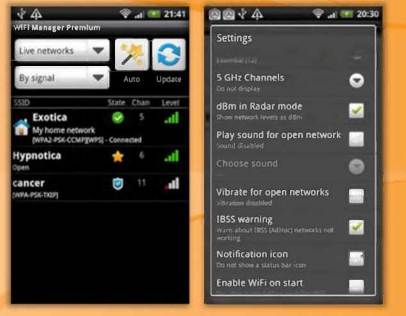 21:41
WIFI Manager Premium
Live networks
By signal
Auto
Update
SSID State Chan Level
Exotica 5
My home network
[WPA2-PSK-CCMP][WPS] - Connected
Hypnotica 6
Open
cancer 11
[WPA-PSK-TKIP]
20:30
Settings
5 GHz Channels
Do not display
dBm in Radar mode
Show network levels as dBm
Play sound for open network
Sound disabled
Choose sound
Vibrate for open networks
Vibration disabled
IBSS warning
Warn about IBSS (AdHoc) networks not
working
Notification icon
Do not show a status bar icon
Enable WiFi on start